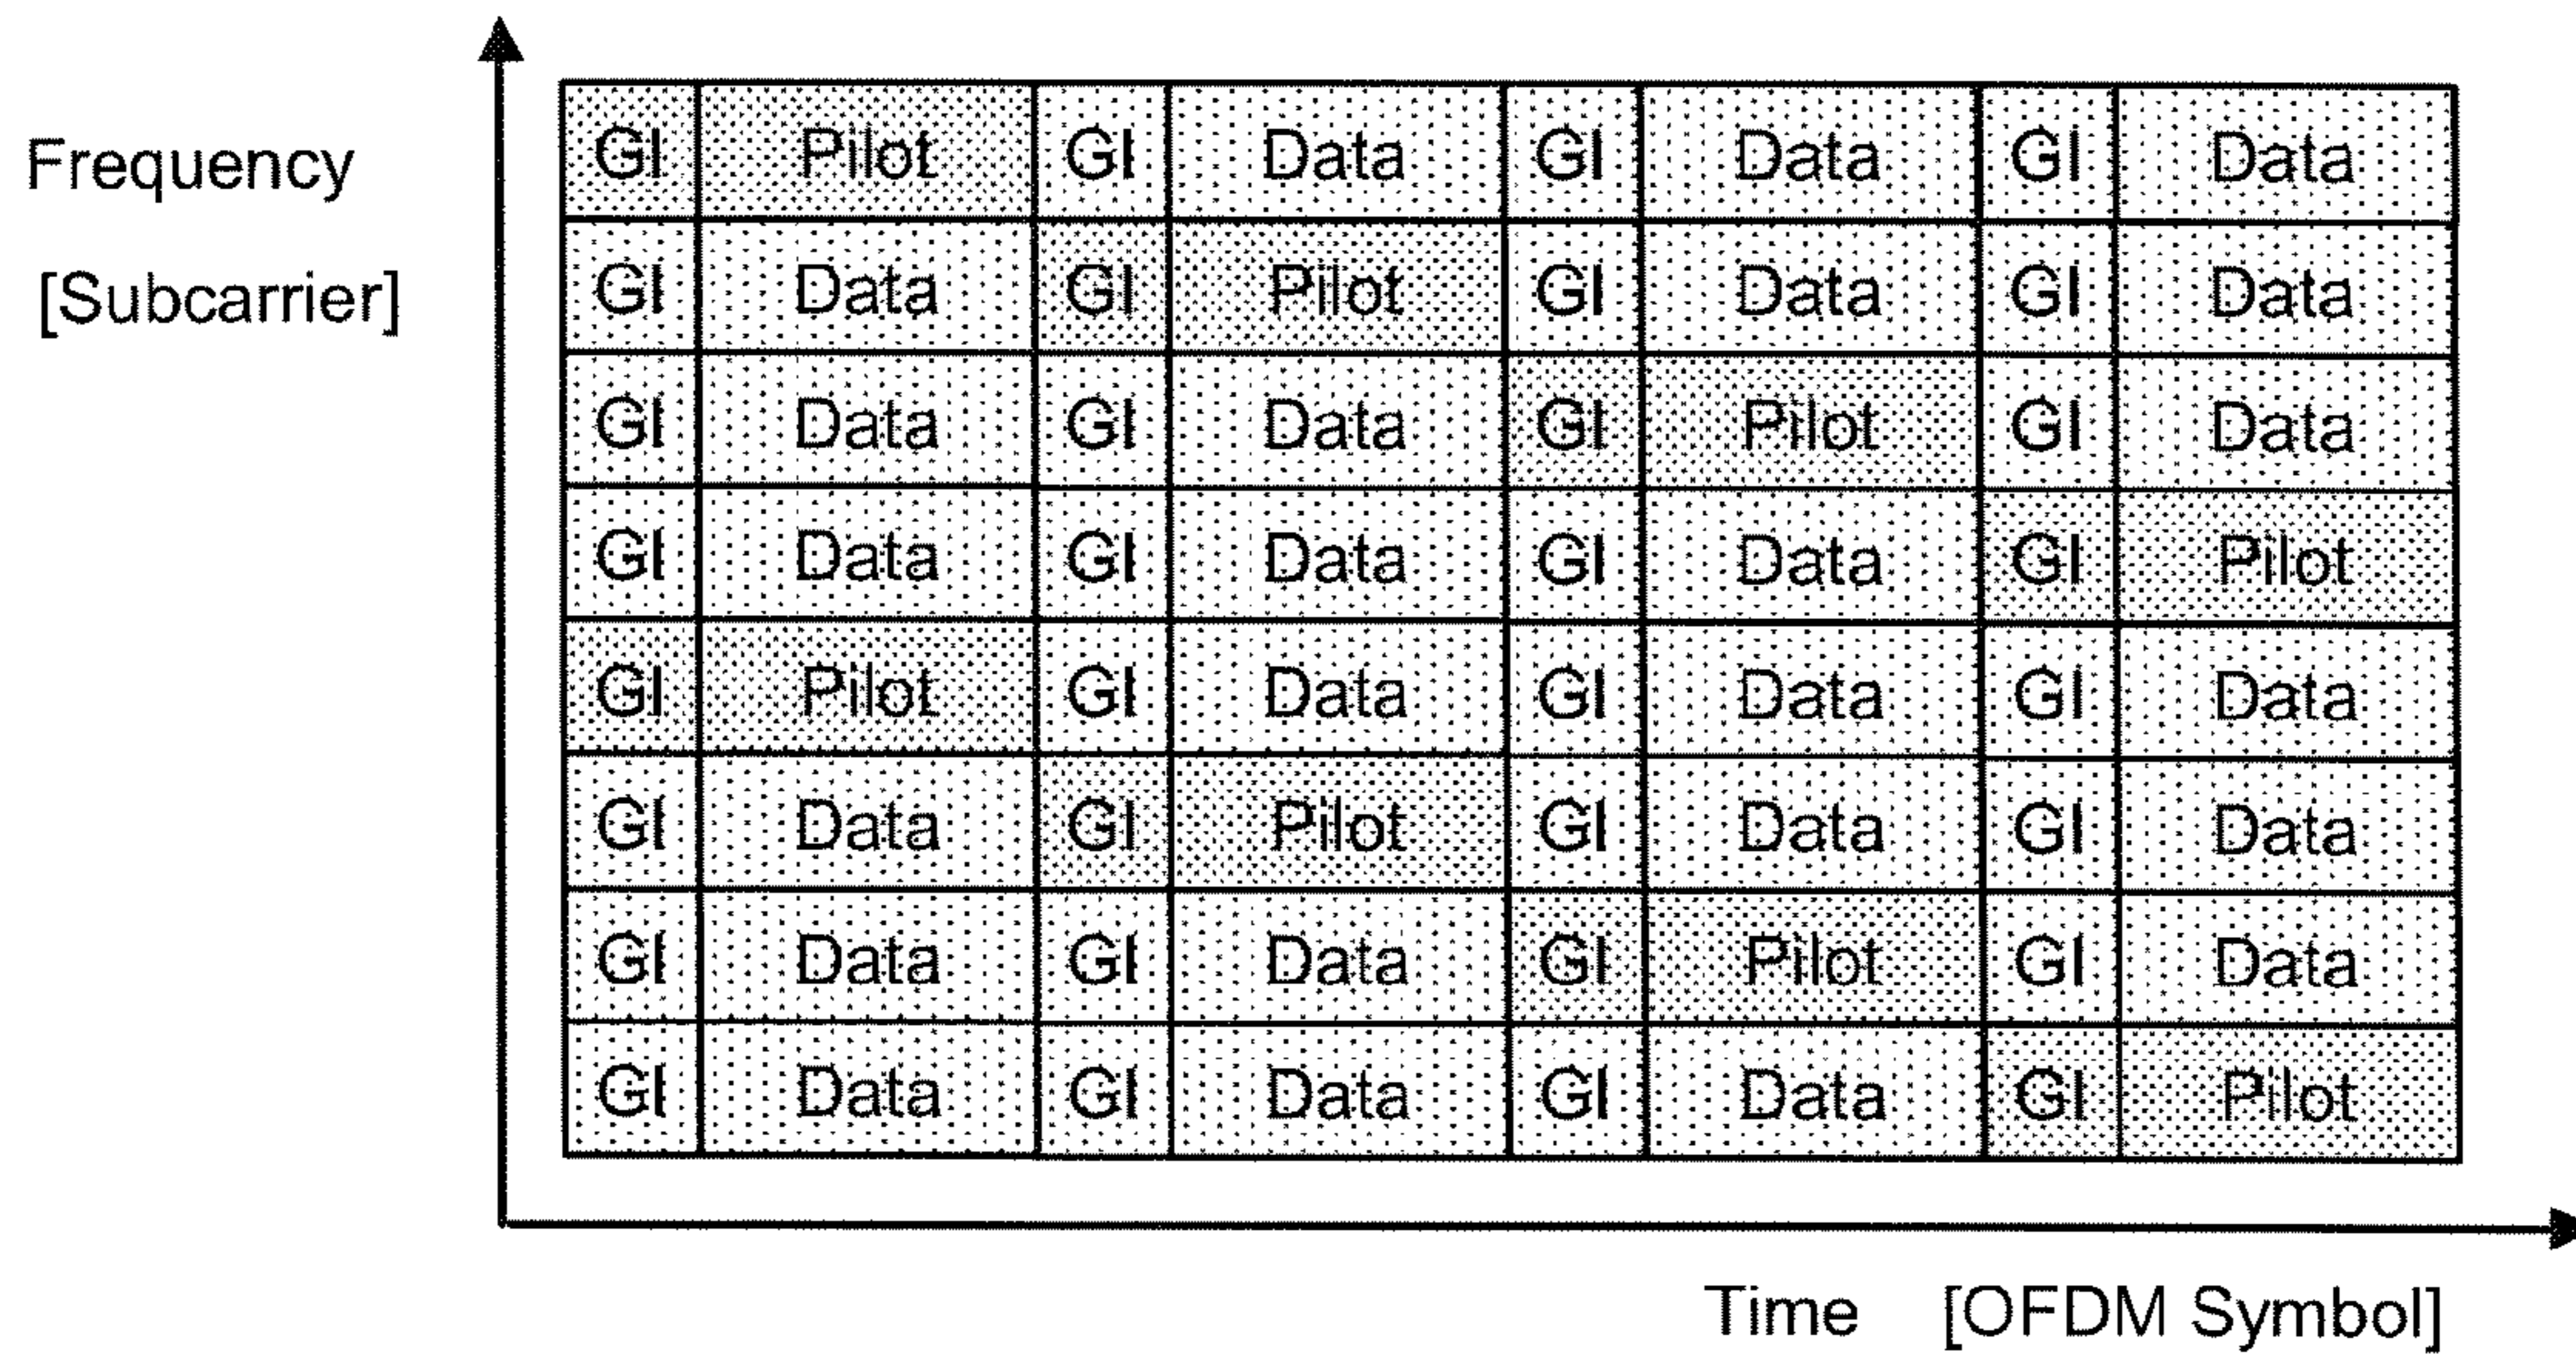 Frequency
[Subcarrier]
GI Pilot GI Data GI Data GI Data
GI Data GI Pilot GI Data GI Data
GI Data GI Data GI Pilot GI Data
GI Data GI Data GI Data GI Pilot
GI Pilot GI Data GI Data GI Data
GI Data GI Pilot GI Data GI Data
GI Data GI Data GI Pilot GI Data
GI Data GI Data GI Data GI Pilot
Time [OFDM Symbol]